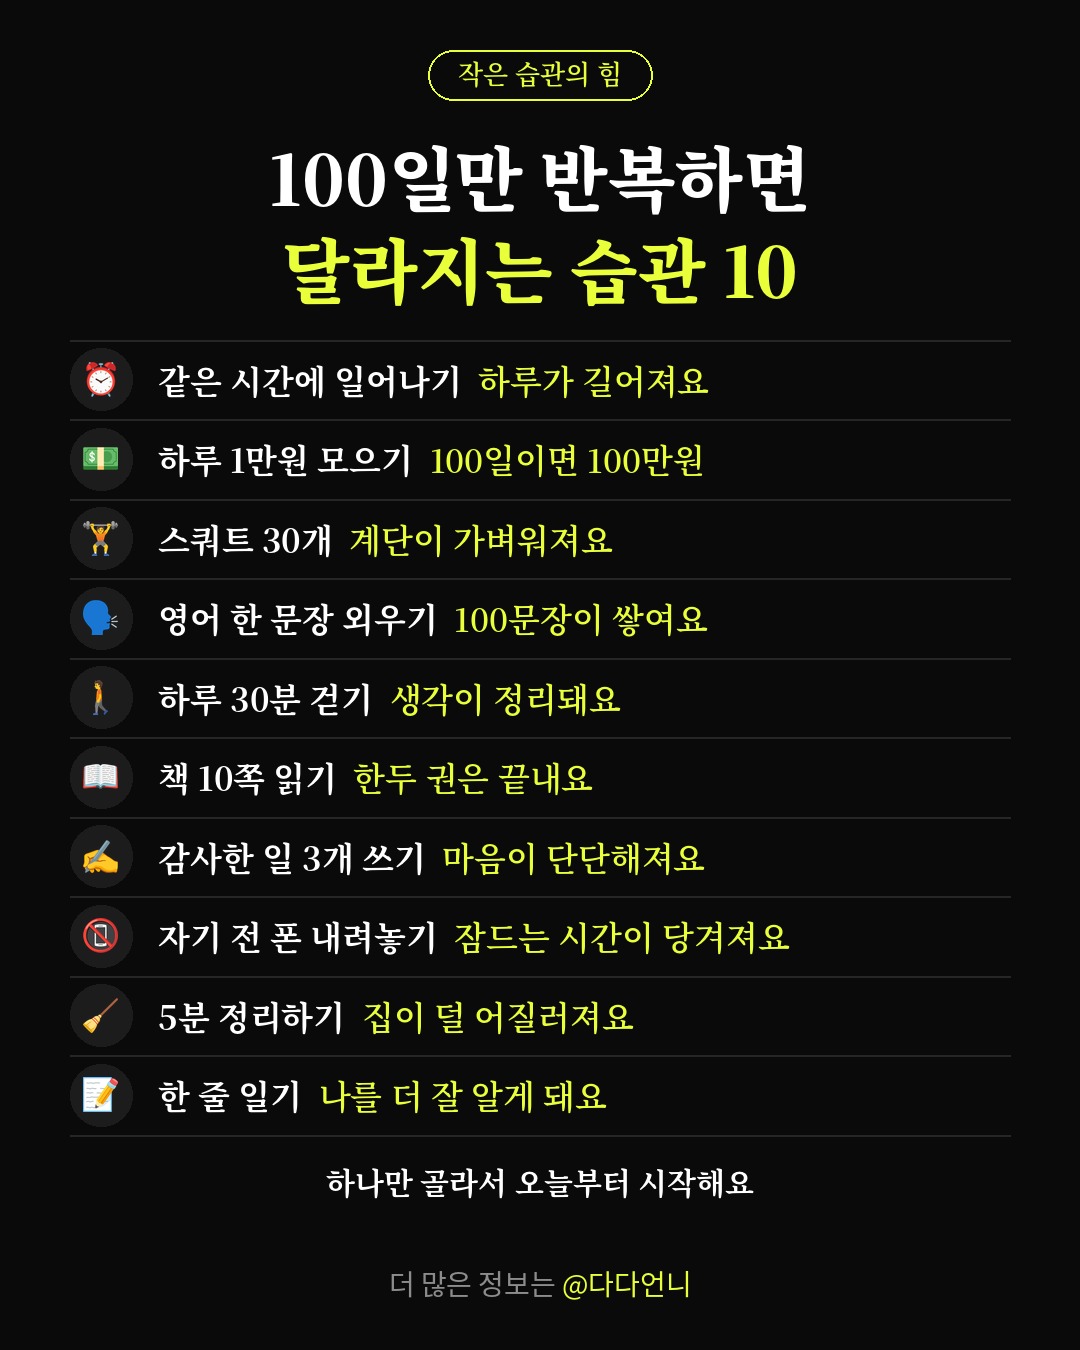 작은 습관의 힘
100일만 반복하면
달라지는 습관 10
같은 시간에 일어나기 하루가 길어져요
하루 1만원 모으기 100일이면 100만원
스쿼트 30개 계단이 가벼워져요
영어 한 문장 외우기 100문장이 쌓여요
하루 30분 걷기 생각이 정리돼요
책 10쪽 읽기 한두 권은 끝내요
감사한 일 3개 쓰기 마음이 단단해져요
자기 전 폰 내려놓기 잠드는 시간이 당겨져요
5분 정리하기 집이 덜 어질러져요
한 줄 일기 나를 더 잘 알게 돼요
하나만 골라서 오늘부터 시작해요
더 많은 정보는 @다다언니